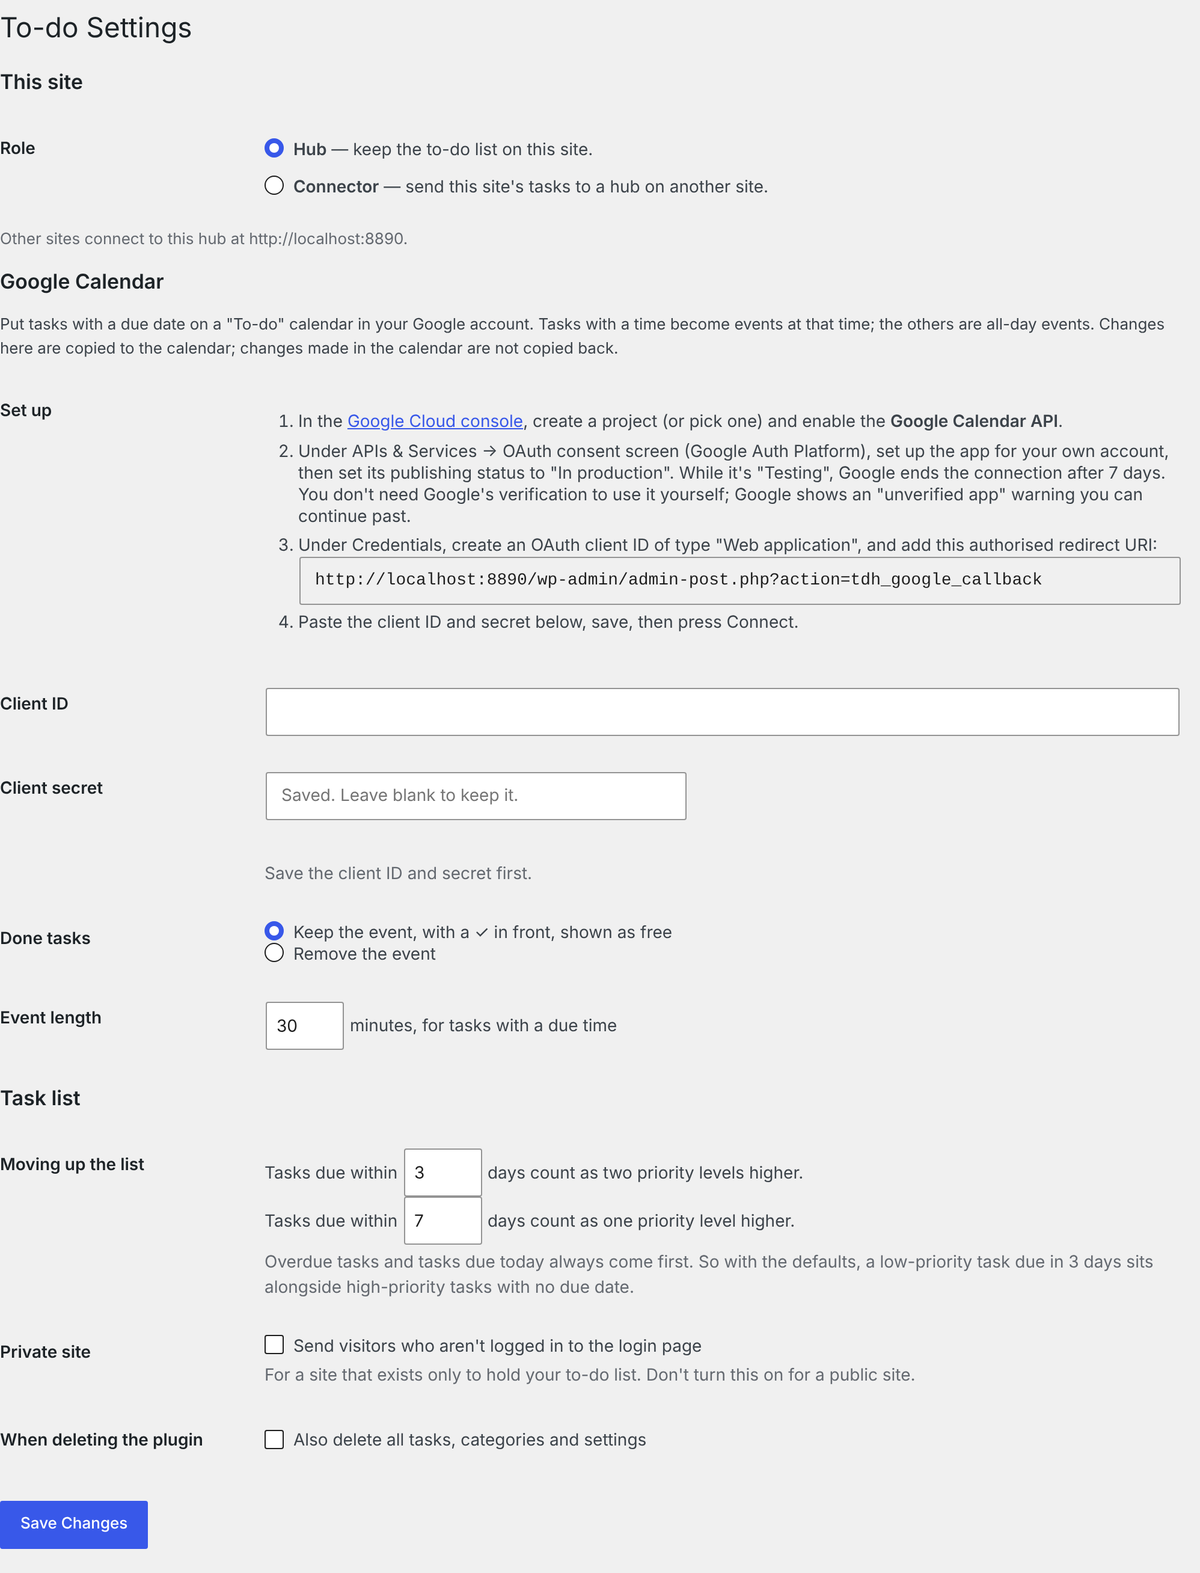 To-do Settings
This site
Role
Hub — keep the to-do list on this site.
Connector — send this site's tasks to a hub on another site.
Other sites connect to this hub at http://localhost:8890.
Google Calendar
Put tasks with a due date on a "To-do" calendar in your Google account. Tasks with a time become events at that time; the others are all-day events. Changes
here are copied to the calendar; changes made in the calendar are not copied back.
Set up
1. In the Google Cloud console, create a project (or pick one) and enable the Google Calendar API.
2. Under APIs & Services → OAuth consent screen (Google Auth Platform), set up the app for your own account,
then set its publishing status to "In production". While it's "Testing", Google ends the connection after 7 days.
You don't need Google's verification to use it yourself; Google shows an "unverified app" warning you can
continue past.
3. Under Credentials, create an OAuth client ID of type "Web application", and add this authorised redirect URI:
http://localhost:8890/wp-admin/admin-post.php?action=tdh_google_callback
4. Paste the client ID and secret below, save, then press Connect.
Client ID
Client secret
Saved. Leave blank to keep it.
Save the client ID and secret first.
Done tasks
Keep the event, with a ✓ in front, shown as free
Remove the event
Event length
30 minutes, for tasks with a due time
Task list
Moving up the list
Tasks due within 3 days count as two priority levels higher.
Tasks due within 7 days count as one priority level higher.
Overdue tasks and tasks due today always come first. So with the defaults, a low-priority task due in 3 days sits
alongside high-priority tasks with no due date.
Private site
Send visitors who aren't logged in to the login page
For a site that exists only to hold your to-do list. Don't turn this on for a public site.
When deleting the plugin
Also delete all tasks, categories and settings
Save Changes